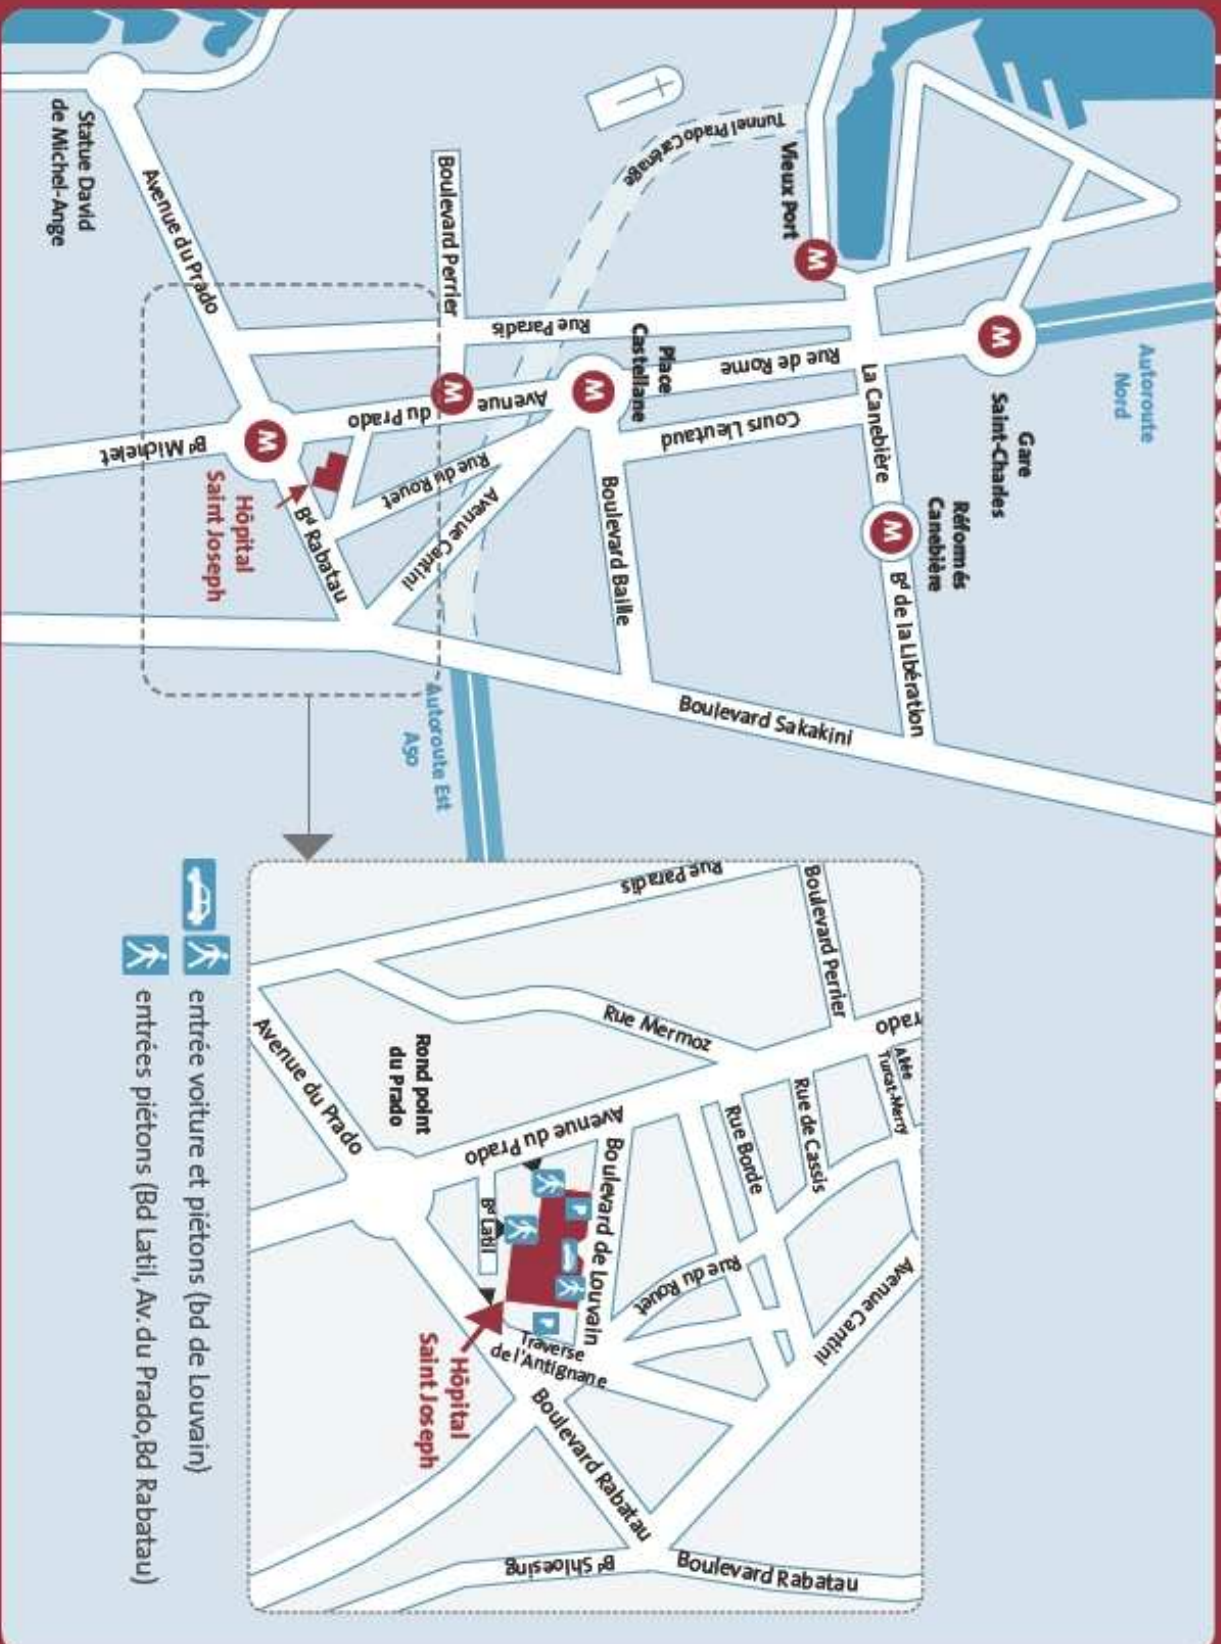 Autoroute
Nord
Gare
Saint-Charles
M
Réformés
Canebière
M
La Canebière
Bd de la Libération
Vieux Port
M
Tunnel Prado Carénage
Rue Paradis
Rue de Rome
Cours Lieutaud
Place
Castellane
M
Boulevard Baille
Boulevard Sakakini
Boulevard Perrier
M
Avenue
du Prado
Rue du Rouet
Avenue Cantini
Autoroute Est
A50
Statue David
de Michel-Ange
Avenue du Prado
M
Bd Michelet
Bd Rabatau
Hôpital
Saint Joseph
Rue Paradis
Boulevard Perrier
rado
Allée
Turcat-Mery
Rue Mermoz
Rue de Cassis
Rue Borde
Avenue Cantini
Rue du Rouet
Avenue du Prado
Boulevard de Louvain
Rond point
du Prado
Avenue du Prado
Bd Latil
P
P
Traverse
de l'Antignane
Hôpital
Saint Joseph
Boulevard Rabatau
Bd Shloesing
Boulevard Rabatau
entrée voiture et piétons (bd de Louvain)
entrées piétons (Bd Latil, Av.du Prado,Bd Rabatau)